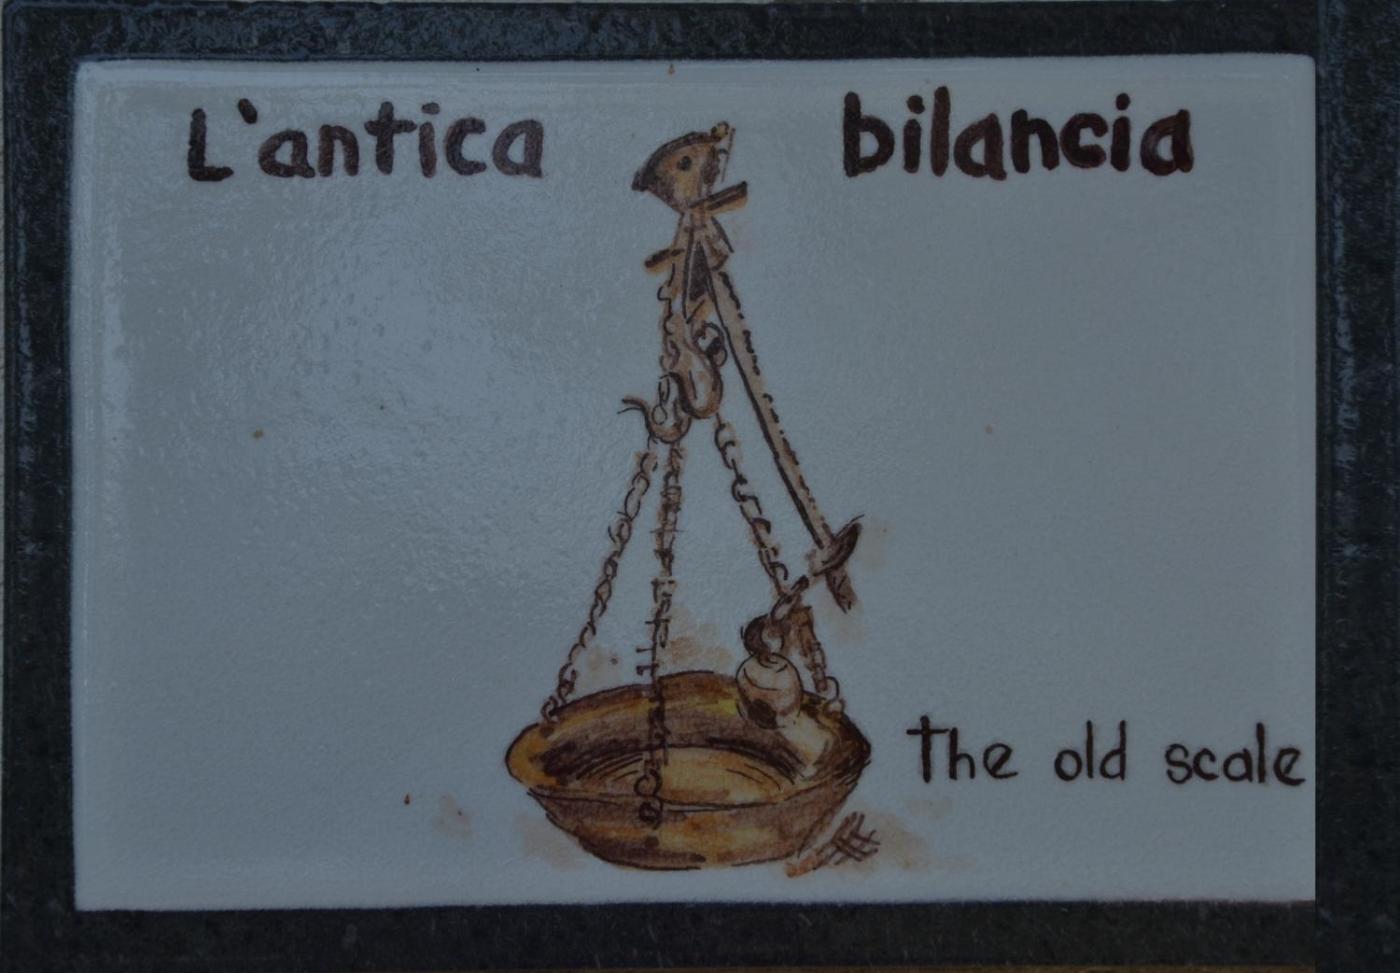 L'antica bilancia
The old scale